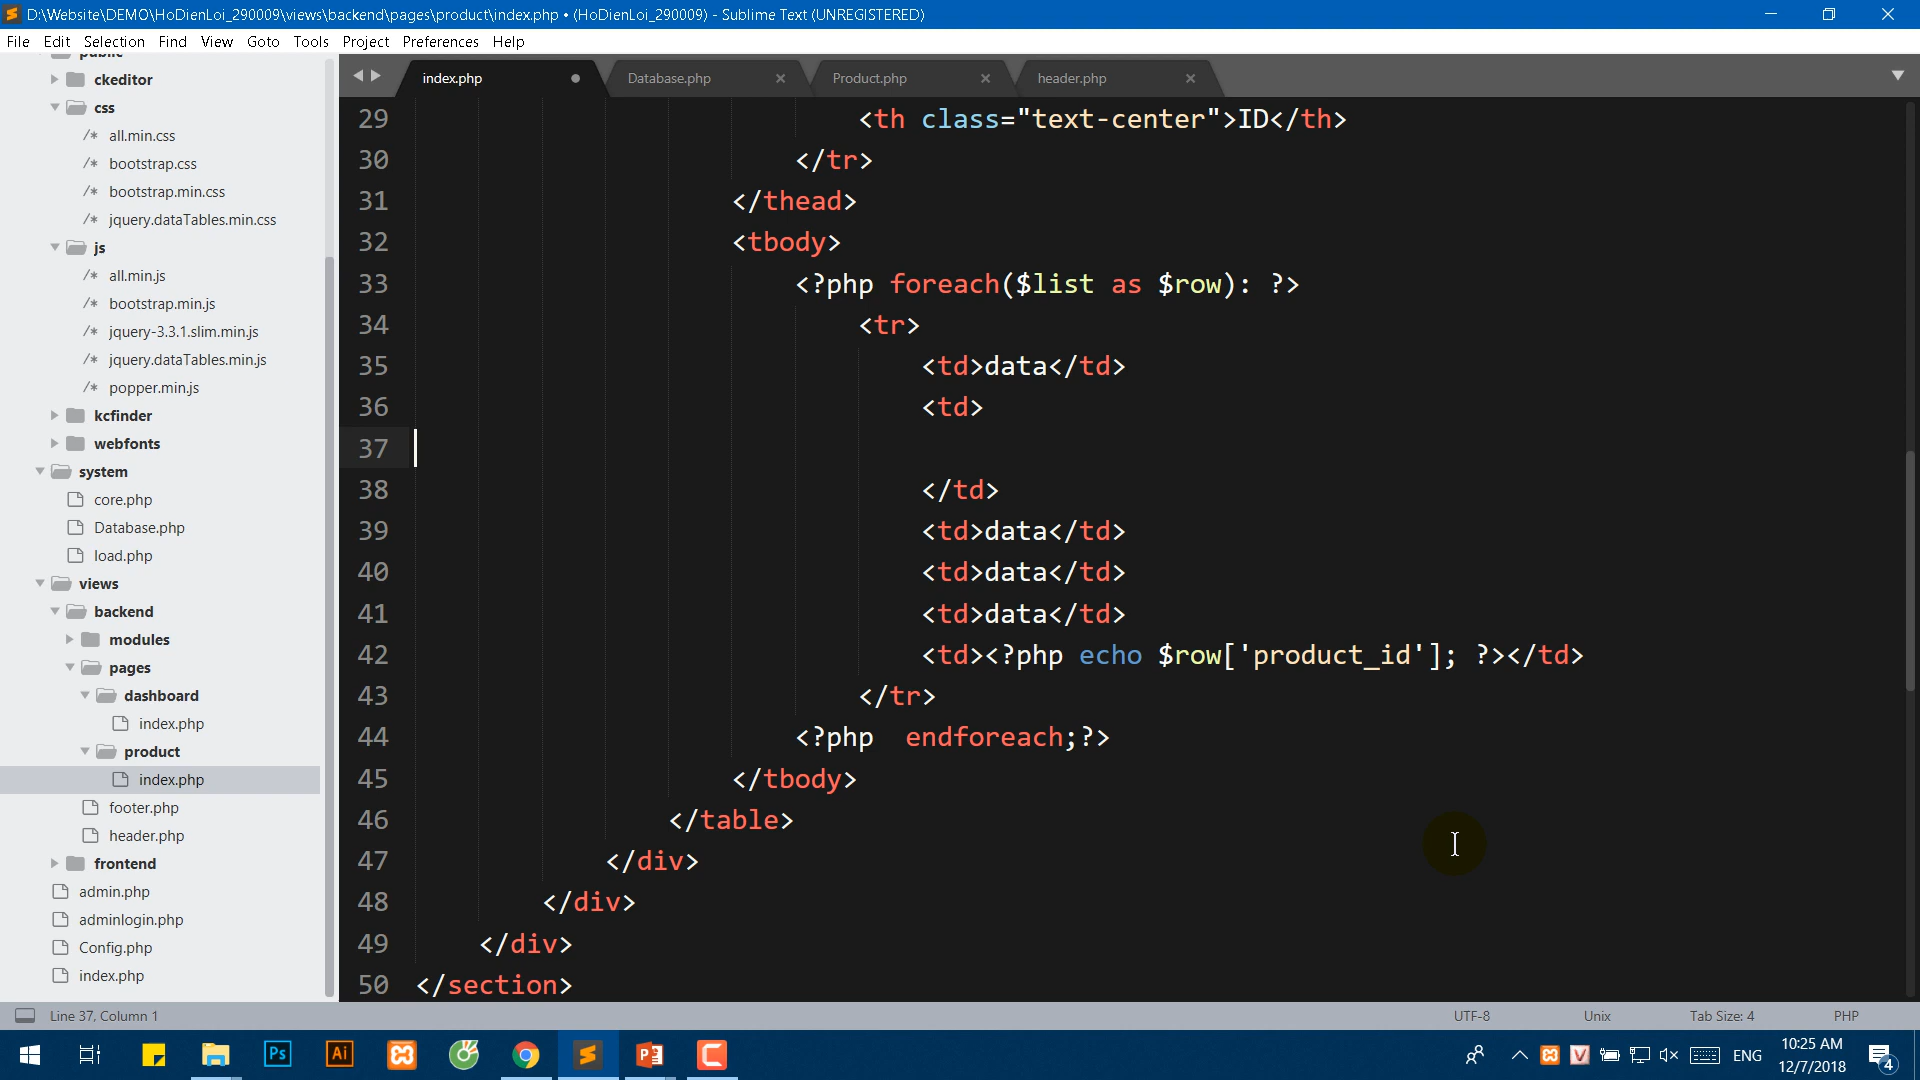 D:\Website\DEMO\HoDienLoi_290009\views\backend\pages\product\index.php • (HoDienLoi_290009) - Sublime Text (UNREGISTERED)
File Edit Selection Find View Goto Tools Project Preferences Help
public
ckeditor
css
/* all.min.css
/* bootstrap.css
/* bootstrap.min.css
/* jquery.dataTables.min.css
js
/* all.min.js
/* bootstrap.min.js
/* jquery-3.3.1.slim.min.js
/* jquery.dataTables.min.js
/* popper.min.js
kcfinder
webfonts
system
core.php
Database.php
load.php
views
backend
modules
pages
dashboard
index.php
product
index.php
footer.php
header.php
frontend
admin.php
adminlogin.php
Config.php
index.php
index.php Database.php Product.php header.php
29 <th class="text-center">ID</th>
30 </tr>
31 </thead>
32 <tbody>
33 <?php foreach($list as $row): ?>
34 <tr>
35 <td>data</td>
36 <td>
37
38 </td>
39 <td>data</td>
40 <td>data</td>
41 <td>data</td>
42 <td><?php echo $row['product_id']; ?></td>
43 </tr>
44 <?php  endforeach;?>
45 </tbody>
46 </table>
47 </div>
48 </div>
49 </div>
50 </section>
Line 37, Column 1 UTF-8 Unix Tab Size: 4 PHP
Ps Ai ENG
10:25 AM
12/7/2018
4